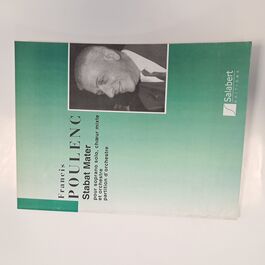 Francis
POULENC
Stabat Mater
pour soprano solo, chœur mixte
et orchestre
partition d'orchestre
Salabert